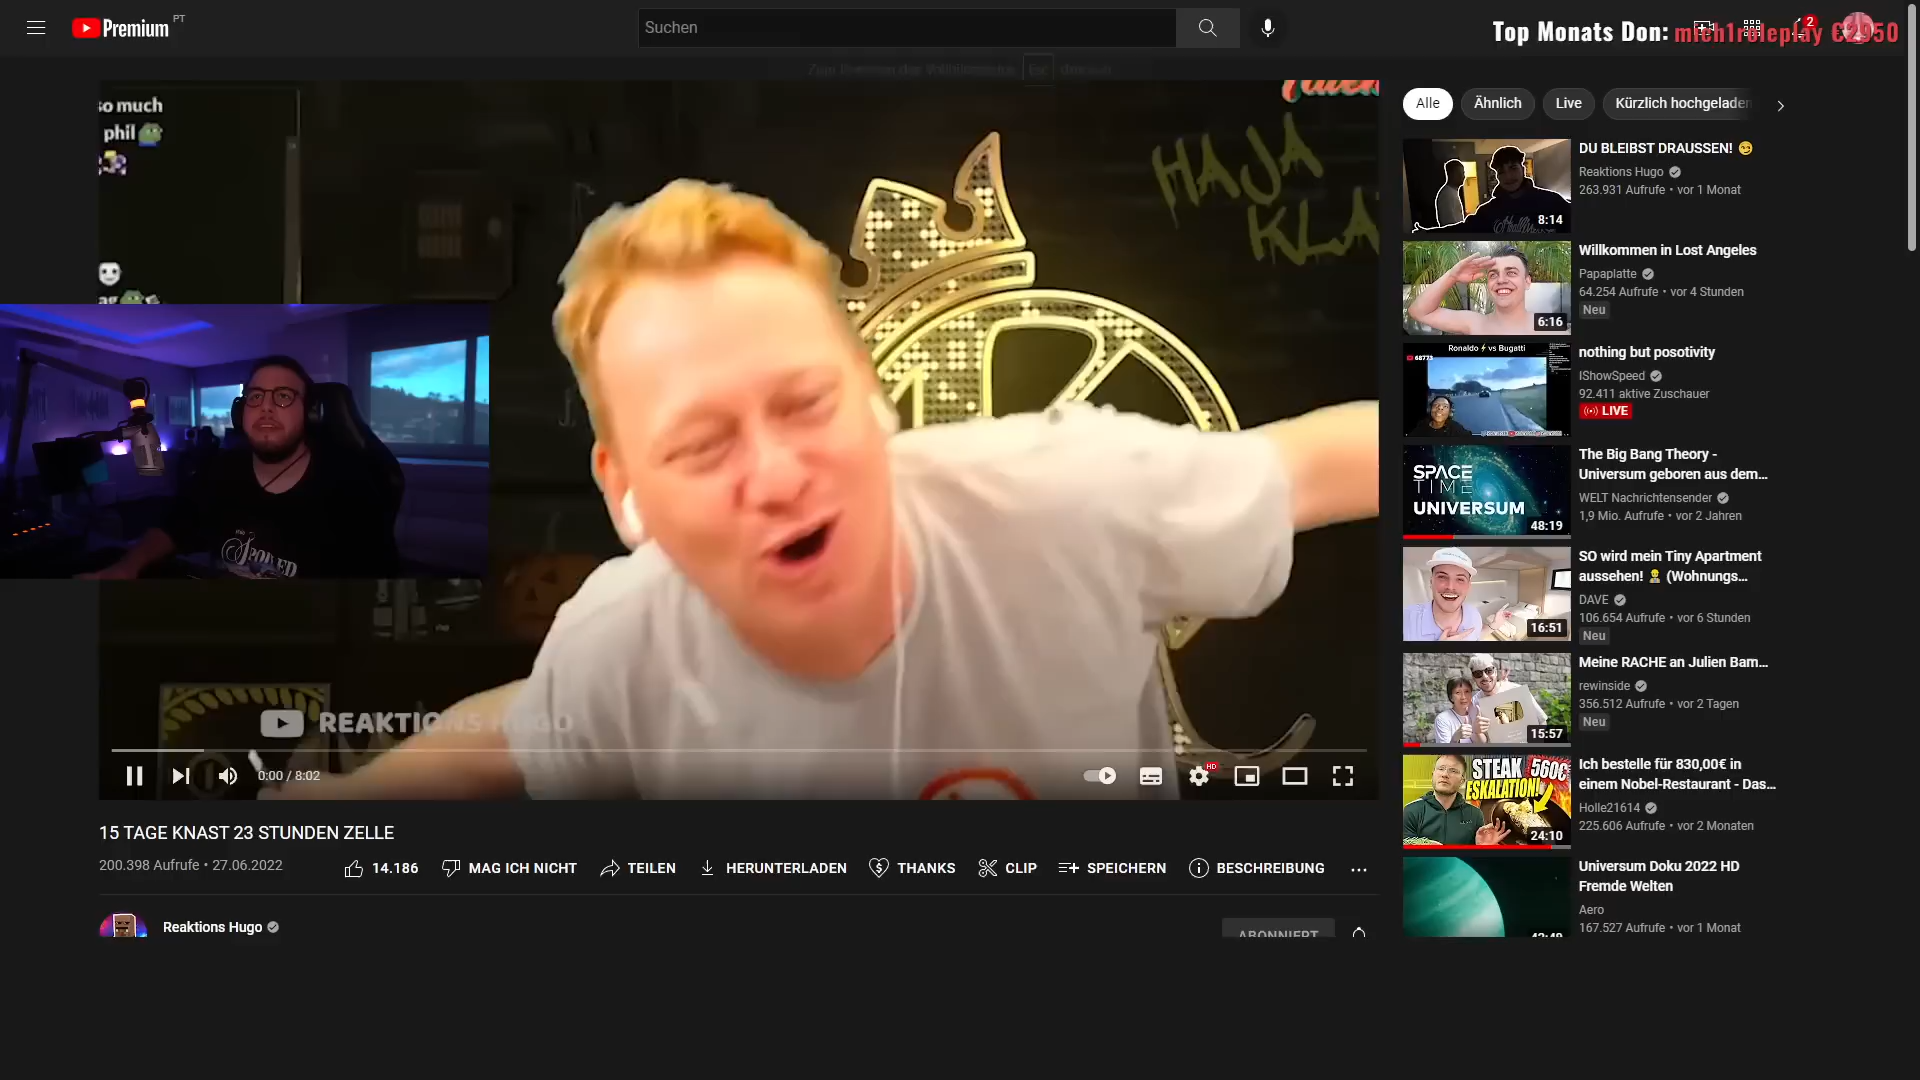 Premium PT
Suchen
Top Monats Don: mich1roleplay €2950
2
Esc
so much
phil
HAJA
KLA
REAKTIONS HUGO
0:00 / 8:02
HD
15 TAGE KNAST 23 STUNDEN ZELLE
200.398 Aufrufe • 27.06.2022
14.186
MAG ICH NICHT
TEILEN
HERUNTERLADEN
THANKS
CLIP
SPEICHERN
BESCHREIBUNG
Reaktions Hugo
ABONNIERT
Alle
Ähnlich
Live
Kürzlich hochgeladen
8:14
DU BLEIBST DRAUSSEN! 😏
Reaktions Hugo
263.931 Aufrufe • vor 1 Monat
6:16
Willkommen in Lost Angeles
Papaplatte
64.254 Aufrufe • vor 4 Stunden
Neu
Ronaldo ⚡ vs Bugatti
68773
nothing but posotivity
IShowSpeed
92.411 aktive Zuschauer
LIVE
SPACE
TIME
UNIVERSUM
48:19
The Big Bang Theory -
Universum geboren aus dem...
WELT Nachrichtensender
1,9 Mio. Aufrufe • vor 2 Jahren
16:51
SO wird mein Tiny Apartment
aussehen! (Wohnungs...
DAVE
106.654 Aufrufe • vor 6 Stunden
Neu
15:57
Meine RACHE an Julien Bam...
rewinside
356.512 Aufrufe • vor 2 Tagen
Neu
STEAK 560€
ESKALATION!
24:10
Ich bestelle für 830,00€ in
einem Nobel-Restaurant - Das...
Holle21614
225.606 Aufrufe • vor 2 Monaten
Universum Doku 2022 HD
Fremde Welten
Aero
167.527 Aufrufe • vor 1 Monat